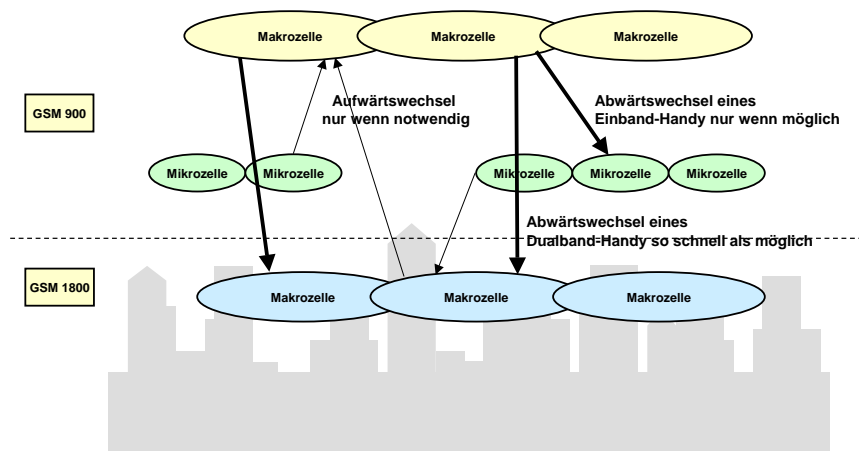 Makrozelle Makrozelle Makrozelle
GSM 900
Aufwärtswechsel
nur wenn notwendig
Abwärtswechsel eines
Einband-Handy nur wenn möglich
Mikrozelle Mikrozelle Mikrozelle Mikrozelle Mikrozelle
Abwärtswechsel eines
Dualband-Handy so schnell als möglich
GSM 1800
Makrozelle Makrozelle Makrozelle